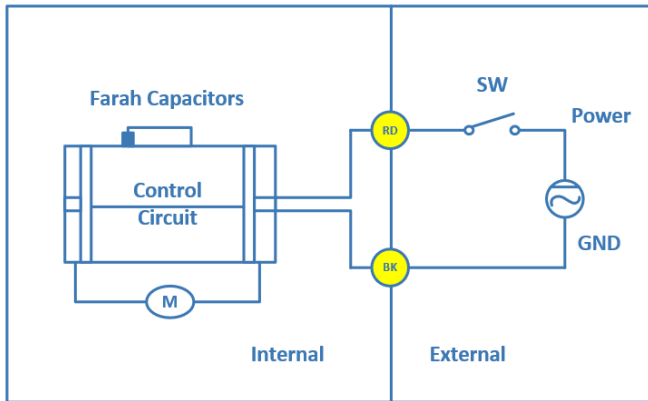 Farah Capacitors
SW
RD
Power
Control
Circuit
GND
BK
M
Internal
External